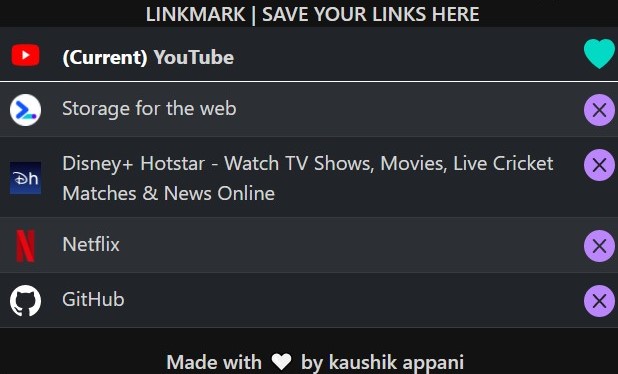 LINKMARK | SAVE YOUR LINKS HERE
(Current) YouTube
Storage for the web
Dh
Disney+ Hotstar - Watch TV Shows, Movies, Live Cricket
Matches & News Online
N
Netflix
GitHub
Made with ♥ by kaushik appani